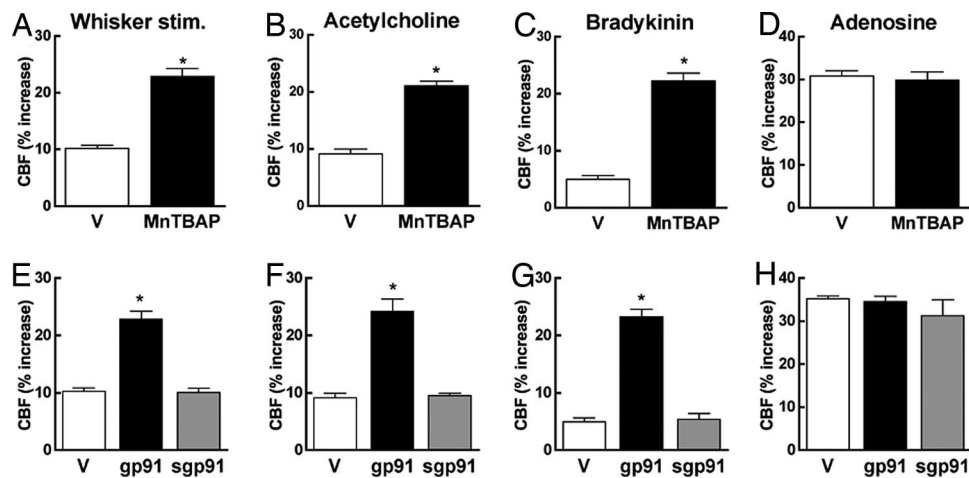 A
Whisker stim.
CBF (% increase)
30
20
10
0
*
V
MnTBAP
B
Acetylcholine
CBF (% increase)
30
20
10
0
*
V
MnTBAP
C
Bradykinin
CBF (% increase)
30
20
10
0
*
V
MnTBAP
D
Adenosine
CBF (% increase)
40
30
20
10
0
V
MnTBAP
E
CBF (% increase)
30
20
10
0
*
V
gp91
sgp91
F
CBF (% increase)
30
20
10
0
*
V
gp91
sgp91
G
CBF (% increase)
30
20
10
0
*
V
gp91
sgp91
H
CBF (% increase)
40
30
20
10
0
V
gp91
sgp91